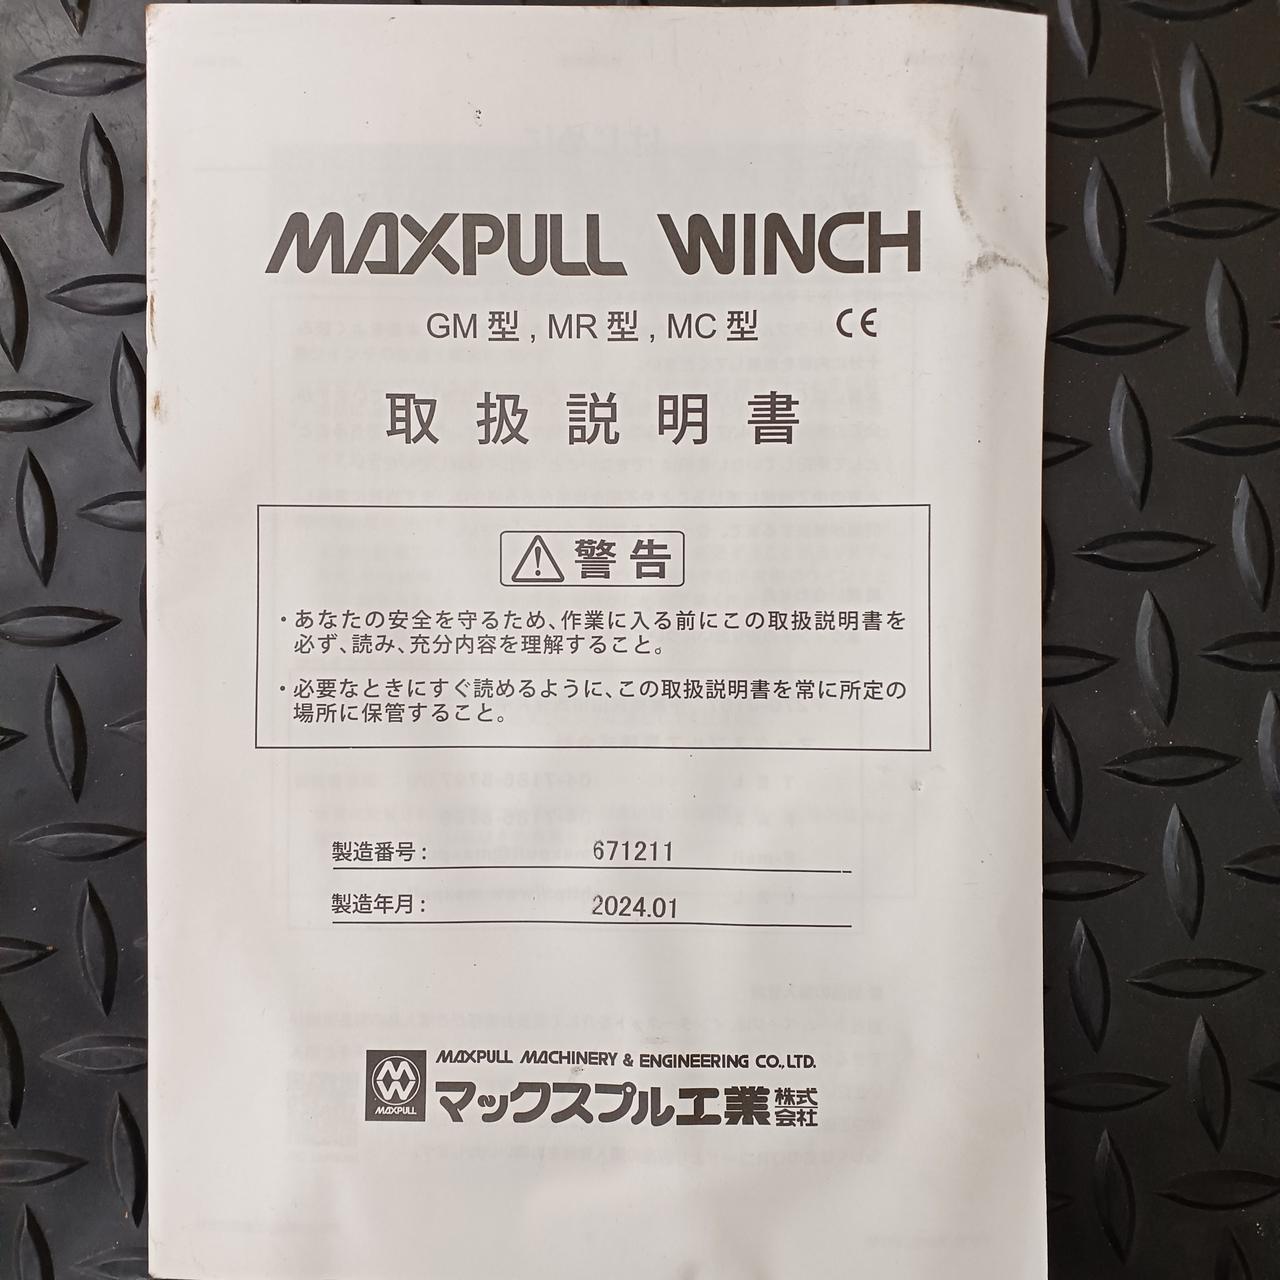 MAXPULL WINCH
GM型, MR型, MC型 CE
取扱説明書
警告
・あなたの安全を守るため、作業に入る前にこの取扱説明書を
必ず、読み、充分内容を理解すること。
・必要なときにすぐ読めるように、この取扱説明書を常に所定の
場所に保管すること。
製造番号: 671211
製造年月: 2024.01
MAXPULL MACHINERY & ENGINEERING CO.,LTD.
MAXPULL
マックスプル工業株式会社